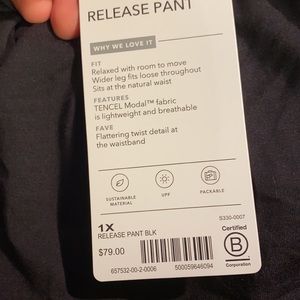 RELEASE PANT
WHY WE LOVE IT
FIT
Relaxed with room to move
Wider leg fits loose throughout
Sits at the natural waist
FEATURES
TENCEL Modal™ fabric
is lightweight and breathable
FAVE
Flattering twist detail at
the waistband
SUSTAINABLE
MATERIAL
UPF
PACKABLE
1X
S330-0007
RELEASE PANT BLK
$79.00
657532-00-2-0006
500059646094
Certified
B
Corporation